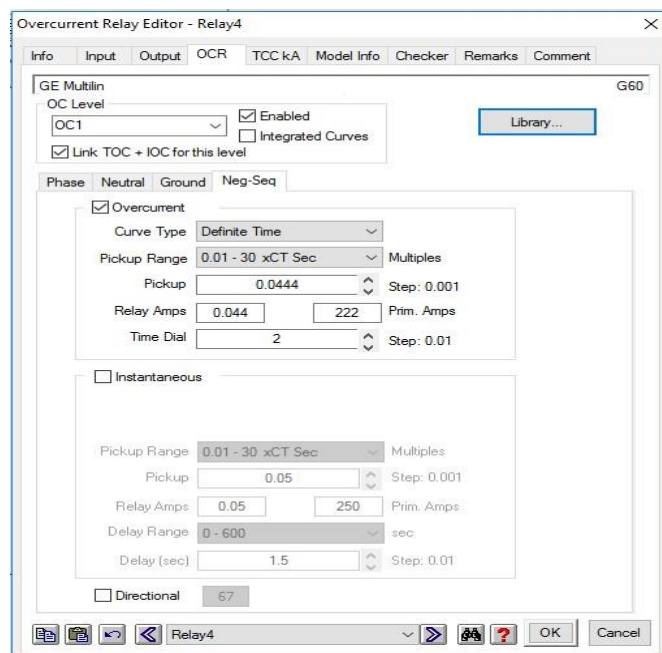 Overcurrent Relay Editor - Relay4
Info Input Output OCR TCC kA Model Info Checker Remarks Comment
GE Multilin G60
OC Level
OC1
Enabled
Integrated Curves
Link TOC + IOC for this level
Library...
Phase Neutral Ground Neg-Seq
Overcurrent
Curve Type Definite Time
Pickup Range 0.01 - 30 xCT Sec Multiples
Pickup 0.0444 Step: 0.001
Relay Amps 0.044 222 Prim. Amps
Time Dial 2 Step: 0.01
Instantaneous
Pickup Range 0.01 - 30 xCT Sec Multiples
Pickup 0.05 Step: 0.001
Relay Amps 0.05 250 Prim. Amps
Delay Range 0 - 600 sec
Delay (sec) 1.5 Step: 0.01
Directional 67
Relay4 ? OK Cancel